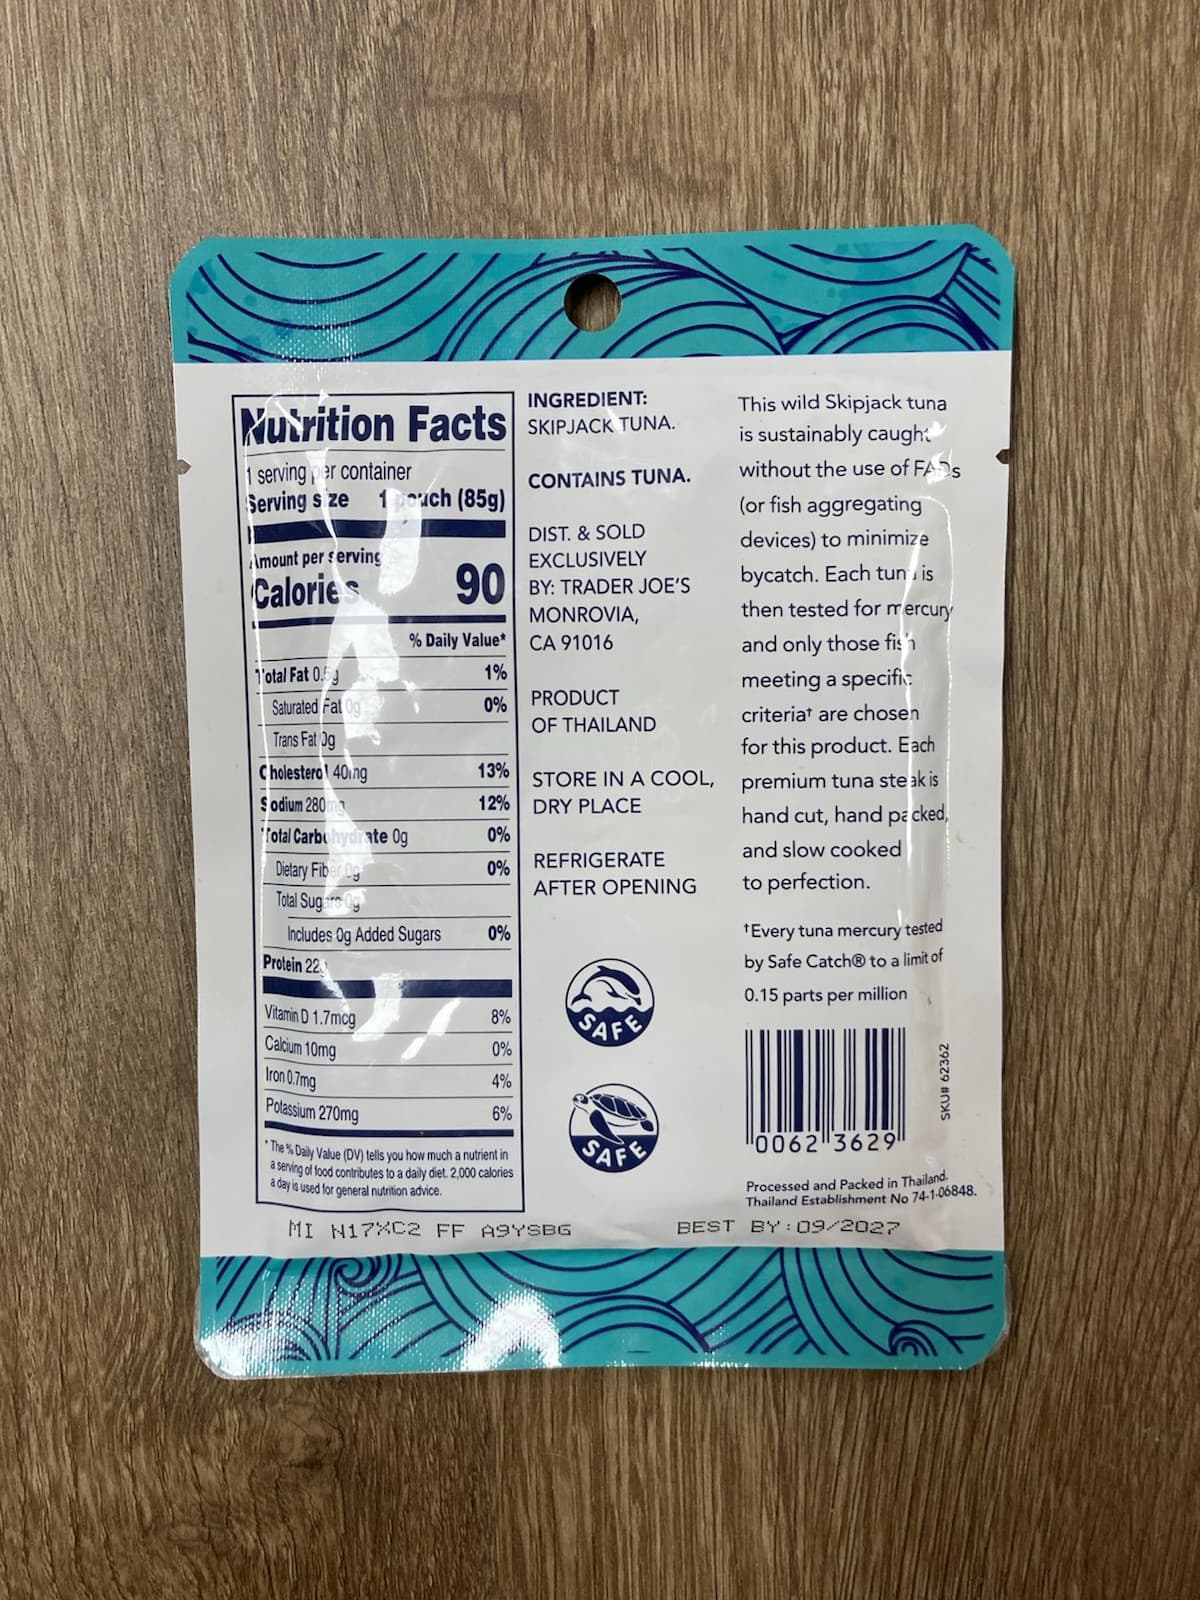 Nutrition Facts
1 serving per container
Serving size 1 pouch (85g)
Amount per serving
Calories 90
% Daily Value*
Total Fat 0.5g 1%
Saturated Fat 0g 0%
Trans Fat 0g
Cholesterol 40mg 13%
Sodium 280mg 12%
Total Carbohydrate 0g 0%
Dietary Fiber 0g 0%
Total Sugars 0g
Includes 0g Added Sugars 0%
Protein 22g
Vitamin D 1.7mcg 8%
Calcium 10mg 0%
Iron 0.7mg 4%
Potassium 270mg 6%
* The % Daily Value (DV) tells you how much a nutrient in
a serving of food contributes to a daily diet. 2,000 calories
a day is used for general nutrition advice.
INGREDIENT:
SKIPJACK TUNA.
CONTAINS TUNA.
DIST. & SOLD
EXCLUSIVELY
BY: TRADER JOE'S
MONROVIA,
CA 91016
PRODUCT
OF THAILAND
STORE IN A COOL,
DRY PLACE
REFRIGERATE
AFTER OPENING
SAFE
SAFE
This wild Skipjack tuna
is sustainably caught
without the use of FADs
(or fish aggregating
devices) to minimize
bycatch. Each tuna is
then tested for mercury
and only those fish
meeting a specific
criteria† are chosen
for this product. Each
premium tuna steak is
hand cut, hand packed,
and slow cooked
to perfection.
†Every tuna mercury tested
by Safe Catch® to a limit of
0.15 parts per million
0062 3629
SKU# 62362
Processed and Packed in Thailand.
Thailand Establishment No 74-1-06848.
MI N17XC2 FF A9YSBG
BEST BY:09/2027